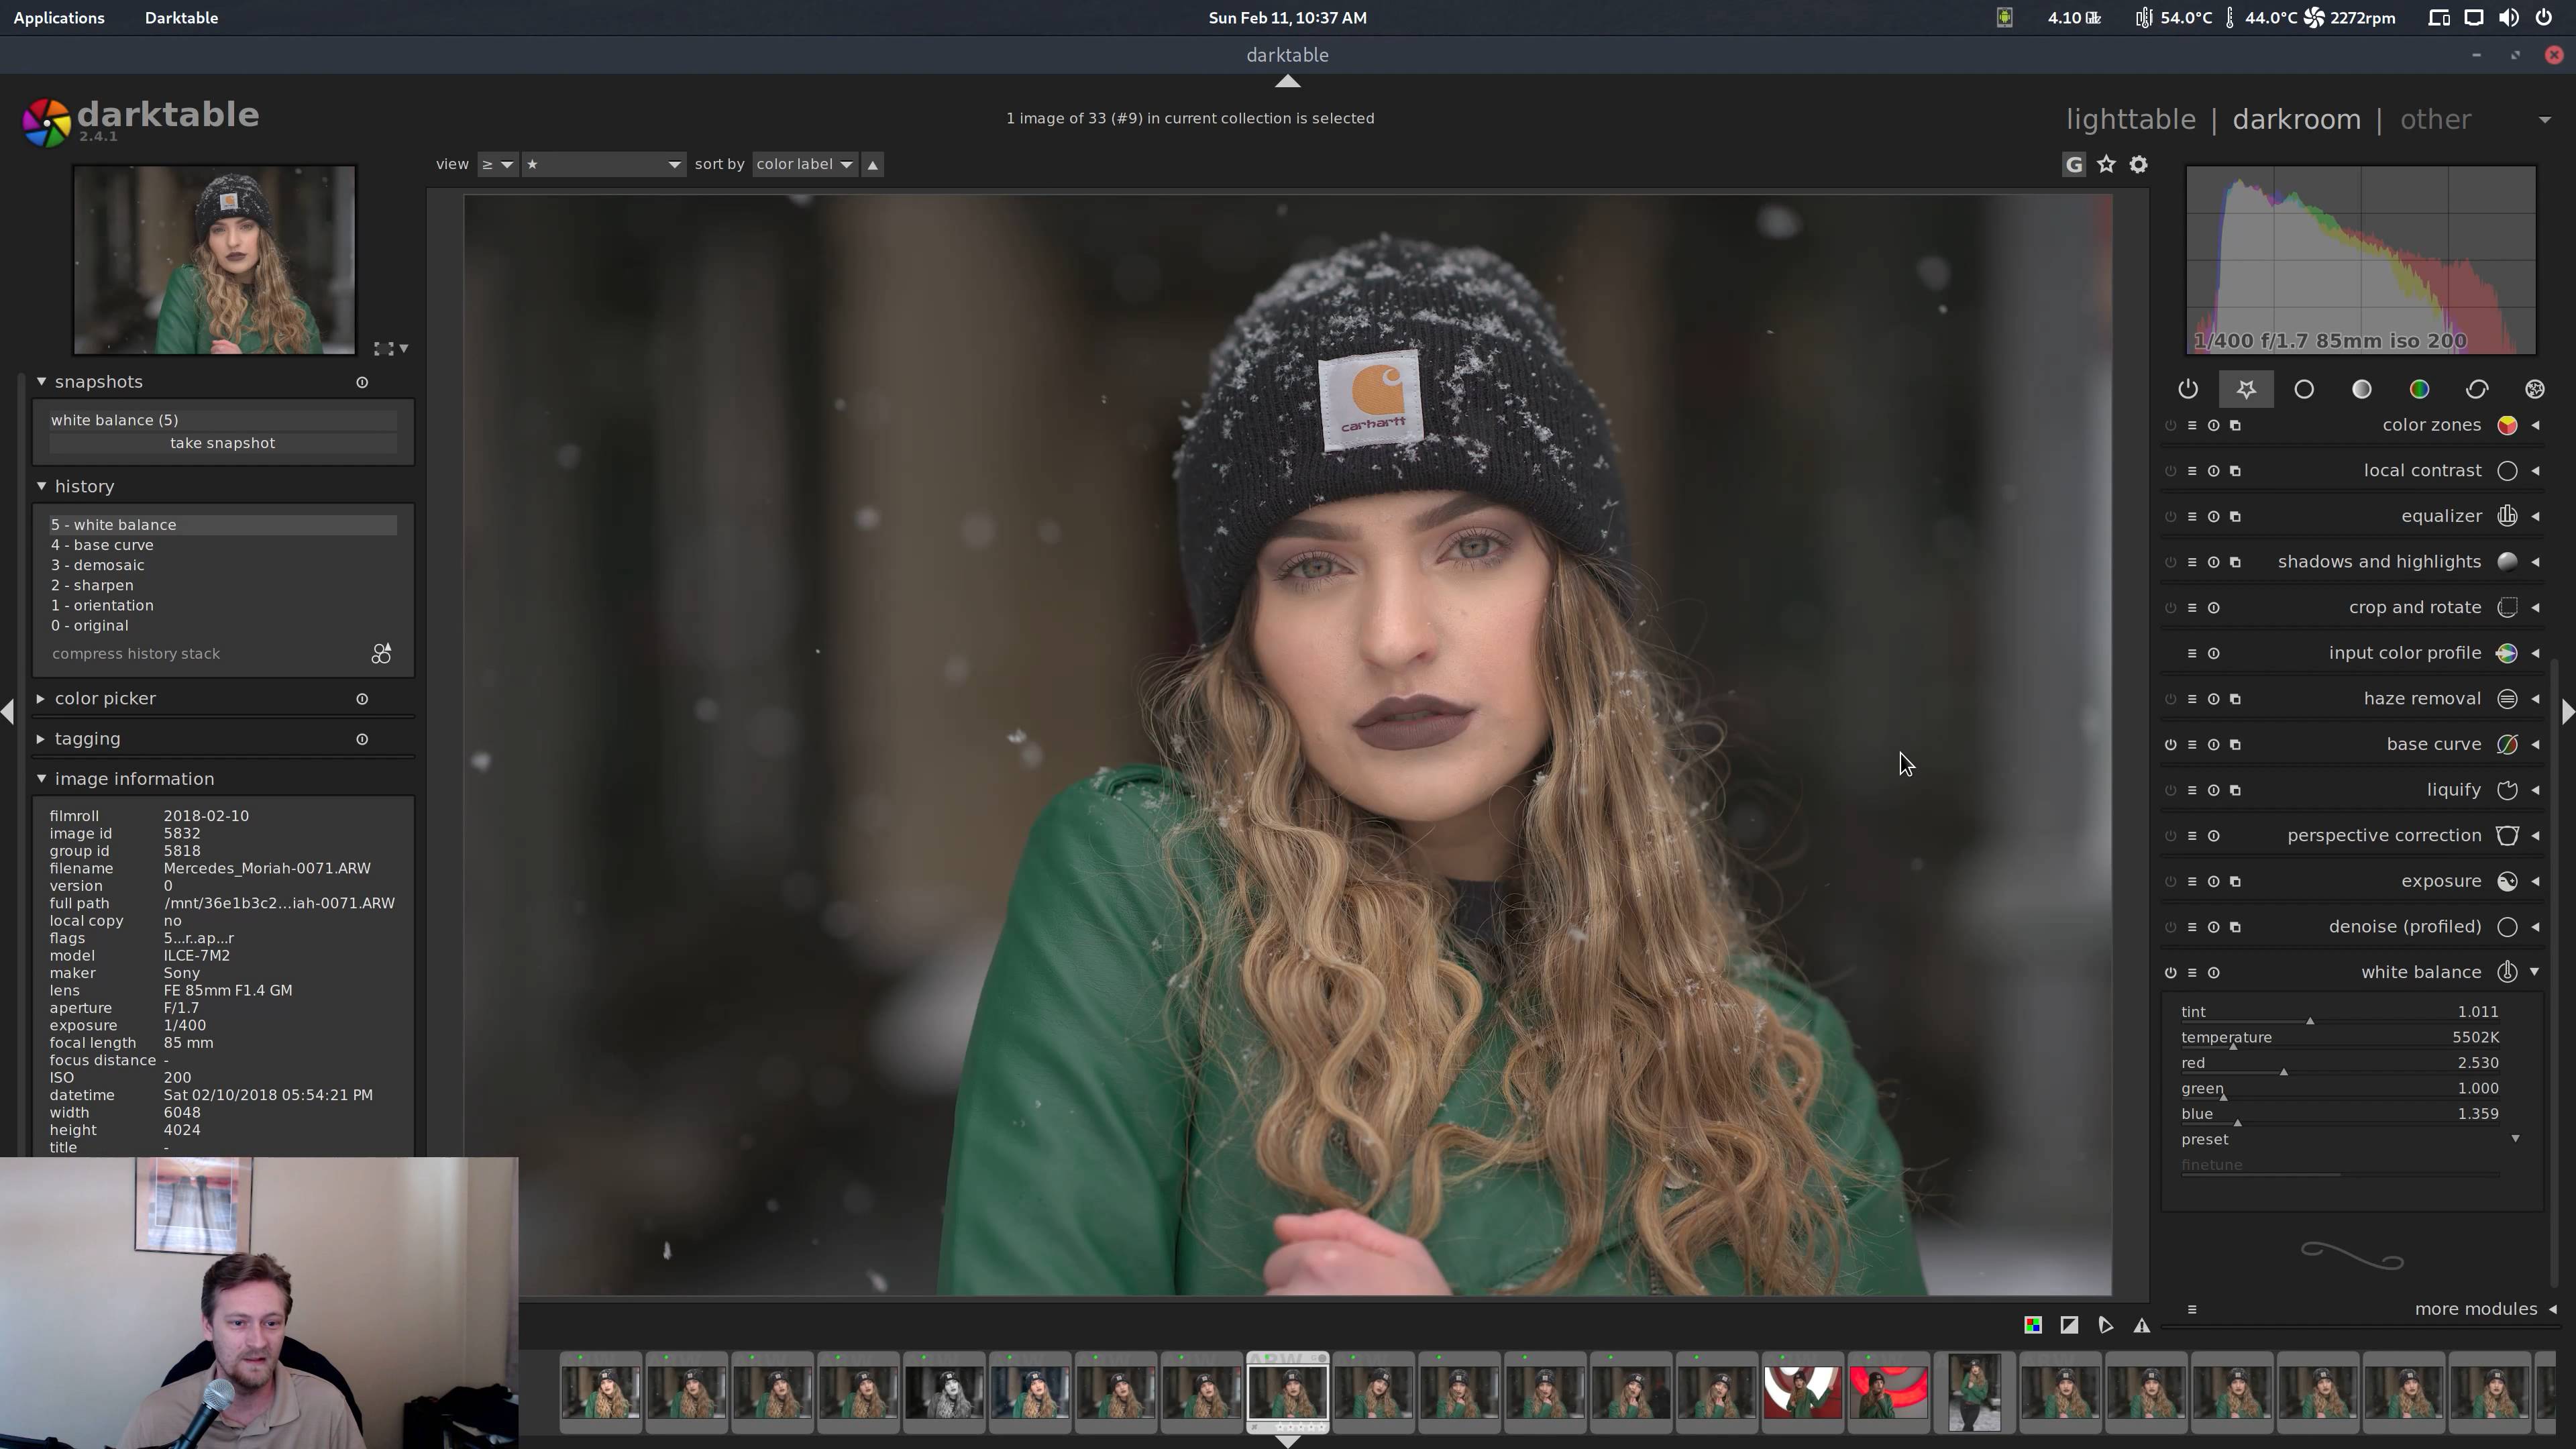 Applications Darktable Sun Feb 11, 10:37 AM 4.10 54.0°C 44.0°C 2272rpm
darktable
darktable
2.4.1
1 image of 33 (#9) in current collection is selected
lighttable | darkroom | other
view ≥ ★ sort by color label
G
1/400 f/1.7 85mm iso 200
snapshots
white balance (5)
take snapshot
history
5 - white balance
4 - base curve
3 - demosaic
2 - sharpen
1 - orientation
0 - original
compress history stack
color picker
tagging
image information
filmroll 2018-02-10
image id 5832
group id 5818
filename Mercedes_Moriah-0071.ARW
version 0
full path /mnt/36e1b3c2...iah-0071.ARW
local copy no
flags 5...r..ap...r
model ILCE-7M2
maker Sony
lens FE 85mm F1.4 GM
aperture F/1.7
exposure 1/400
focal length 85 mm
focus distance -
ISO 200
datetime Sat 02/10/2018 05:54:21 PM
width 6048
height 4024
title -
carhartt
color zones
local contrast
equalizer
shadows and highlights
crop and rotate
input color profile
haze removal
base curve
liquify
perspective correction
exposure
denoise (profiled)
white balance
tint 1.011
temperature 5502K
red 2.530
green 1.000
blue 1.359
preset
finetune
more modules